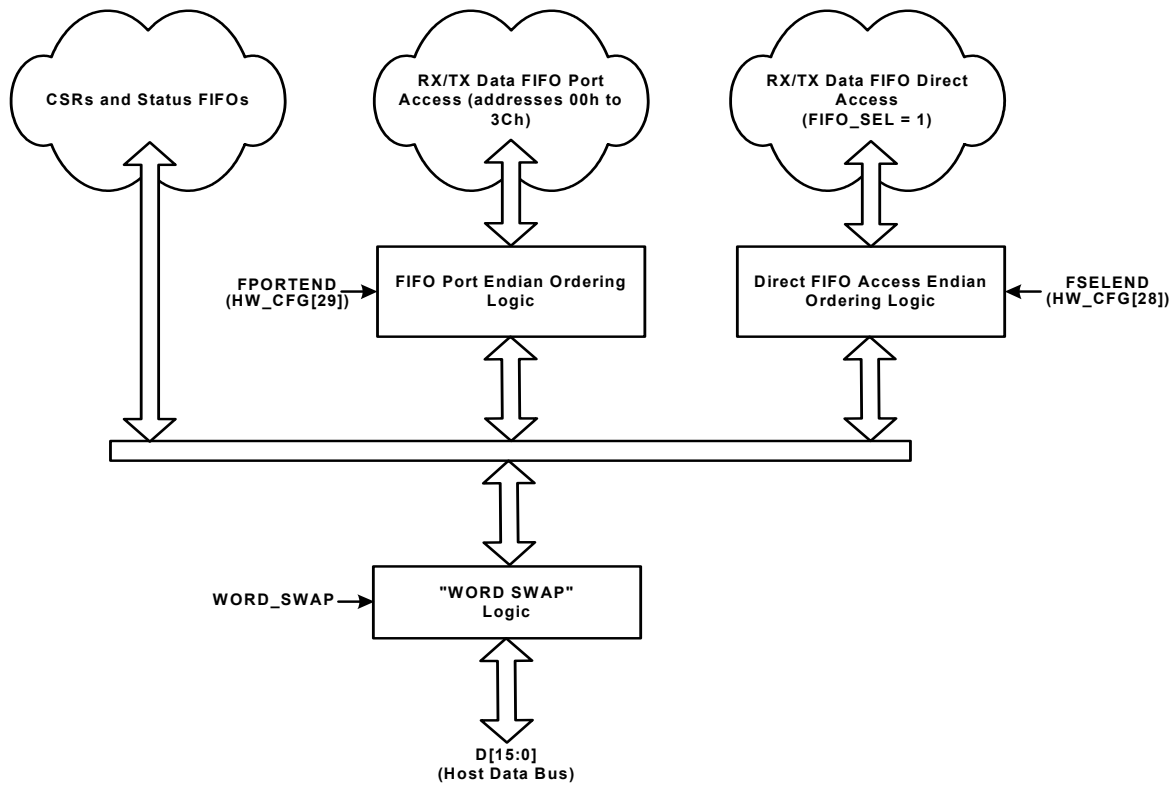 CSRs and Status FIFOs
RX/TX Data FIFO Port
Access (addresses 00h to
3Ch)
RX/TX Data FIFO Direct
Access
(FIFO_SEL = 1)
FPORTEND
(HW_CFG[29])
FIFO Port Endian Ordering
Logic
Direct FIFO Access Endian
Ordering Logic
FSELEND
(HW_CFG[28])
WORD_SWAP
"WORD SWAP"
Logic
D[15:0]
(Host Data Bus)